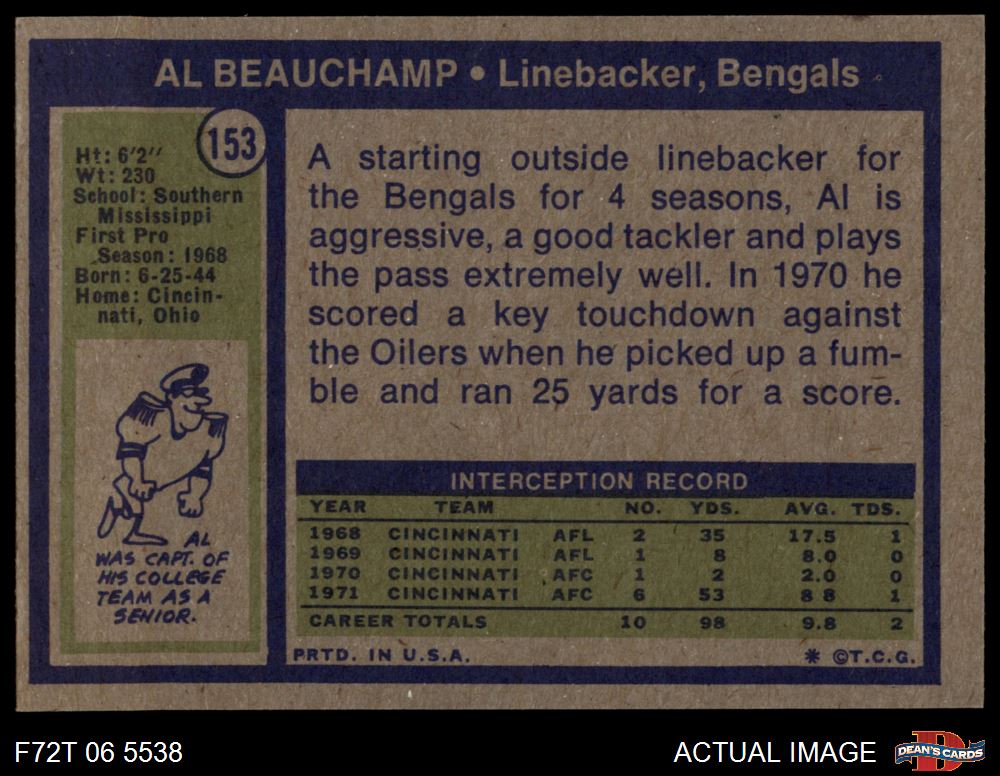 AL BEAUCHAMP • Linebacker, Bengals
153
Ht: 6'2"
Wt: 230
School: Southern
Mississippi
First Pro
Season: 1968
Born: 6-25-44
Home: Cincin-
nati, Ohio
AL
WAS CAPT. OF
HIS COLLEGE
TEAM AS A
SENIOR.
A starting outside linebacker for
the Bengals for 4 seasons, Al is
aggressive, a good tackler and plays
the pass extremely well. In 1970 he
scored a key touchdown against
the Oilers when he picked up a fum-
ble and ran 25 yards for a score.
INTERCEPTION RECORD
YEAR TEAM NO. YDS. AVG. TDS.
1968 CINCINNATI AFL 2 35 17.5 1
1969 CINCINNATI AFL 1 8 8.0 0
1970 CINCINNATI AFC 1 2 2.0 0
1971 CINCINNATI AFC 6 53 8 8 1
CAREER TOTALS 10 98 9.8 2
PRTD. IN U.S.A. * ©T.C.G.
F72T 06 5538 ACTUAL IMAGE D DEAN'S CARDS